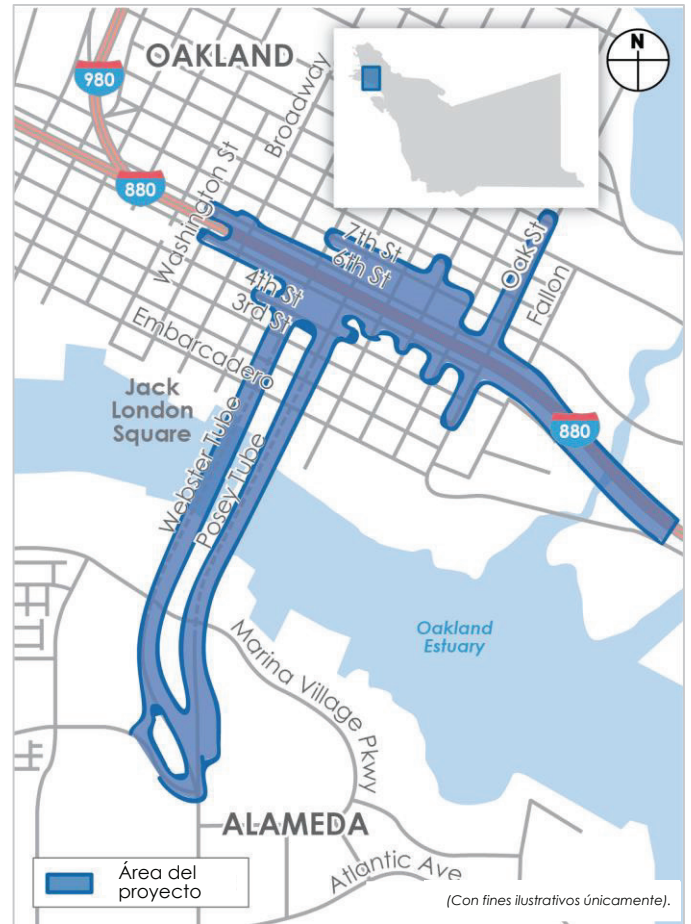 OAKLAND
N
980
Broadway
880
Washington St
7th St
6th St
Oak St
4th St
3rd St
Fallon
Embarcadero
Jack
London
Square
880
Webster Tube
Posey Tube
Oakland
Estuary
Marina Village Pkwy
ALAMEDA
Atlantic Ave
Área del
proyecto
(Con fines ilustrativos únicamente).